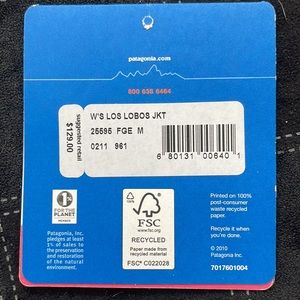 patagonia.com
800 638 6464
suggested retail
$129.00
W'S LOS LOBOS JKT
25595 FGE M
0211 961
6 80131 00640 1
1%
FOR THE
PLANET
MEMBER
Patagonia, Inc.
pledges at least
1% of sales to
the preservation
and restoration
of the natural
environment.
FSC
www.fsc.org
RECYCLED
Paper made from
recycled material
FSC® C022028
Printed on 100%
post-consumer
waste recycled
paper.
Recycle it when
you're done.
© 2010
Patagonia Inc.
7017601004